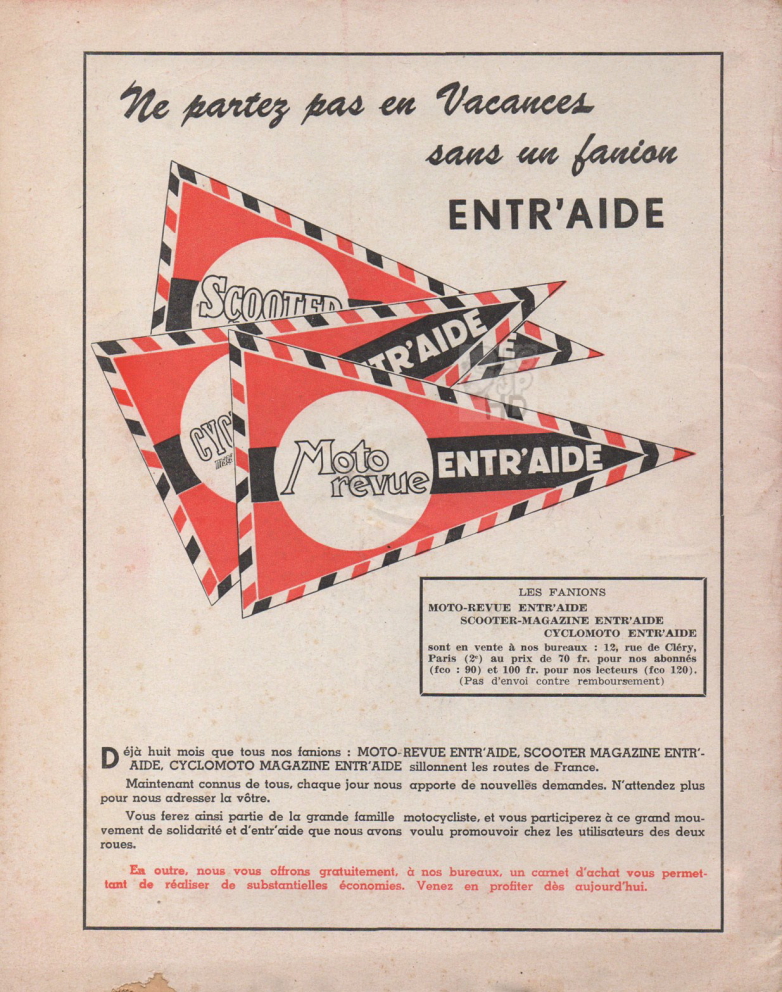 Ne partez pas en Vacances
sans un fanion
ENTR'AIDE
SCOOTER
ENTR'AIDE
Moto
revue
ENTR'AIDE
LES FANIONS
MOTO-REVUE ENTR'AIDE
SCOOTER-MAGAZINE ENTR'AIDE
CYCLOMOTO ENTR'AIDE
sont en vente à nos bureaux : 12, rue de Cléry,
Paris (2e) au prix de 70 fr. pour nos abonnés
(fco : 90) et 100 fr. pour nos lecteurs (fco 120).
(Pas d'envoi contre remboursement)
Déjà huit mois que tous nos fanions : MOTO-REVUE ENTR'AIDE, SCOOTER MAGAZINE ENTR'-
AIDE, CYCLOMOTO MAGAZINE ENTR'AIDE sillonnent les routes de France.
Maintenant connus de tous, chaque jour nous apporte de nouvelles demandes. N'attendez plus
pour nous adresser la vôtre.
Vous ferez ainsi partie de la grande famille motocycliste, et vous participerez à ce grand mou-
vement de solidarité et d'entr'aide que nous avons voulu promouvoir chez les utilisateurs des deux
roues.
En outre, nous vous offrons gratuitement, à nos bureaux, un carnet d'achat vous permet-
tant de réaliser de substantielles économies. Venez en profiter dès aujourd'hui.